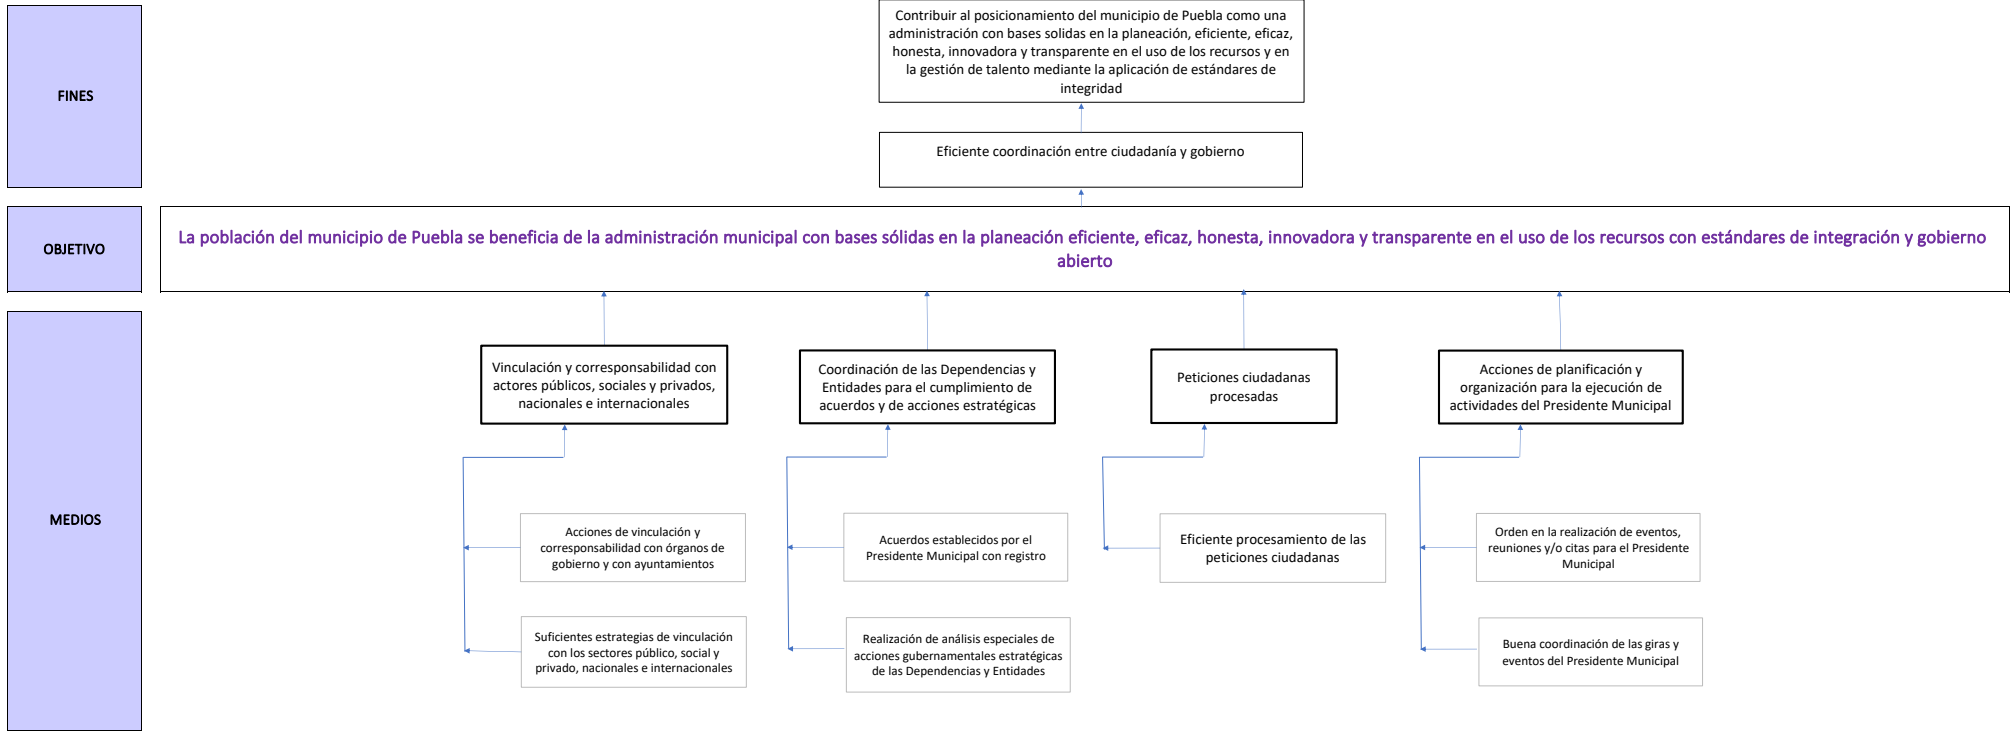 FINES
Contribuir al posicionamiento del municipio de Puebla como una
administración con bases solidas en la planeación, eficiente, eficaz,
honesta, innovadora y transparente en el uso de los recursos y en
la gestión de talento mediante la aplicación de estándares de
integridad
Eficiente coordinación entre ciudadanía y gobierno
OBJETIVO
La población del municipio de Puebla se beneficia de la administración municipal con bases sólidas en la planeación eficiente, eficaz, honesta, innovadora y transparente en el uso de los recursos con estándares de integración y gobierno
abierto
MEDIOS
Vinculación y corresponsabilidad con
actores públicos, sociales y privados,
nacionales e internacionales
Coordinación de las Dependencias y
Entidades para el cumplimiento de
acuerdos y de acciones estratégicas
Peticiones ciudadanas
procesadas
Acciones de planificación y
organización para la ejecución de
actividades del Presidente Municipal
Acciones de vinculación y
corresponsabilidad con órganos de
gobierno y con ayuntamientos
Acuerdos establecidos por el
Presidente Municipal con registro
Eficiente procesamiento de las
peticiones ciudadanas
Orden en la realización de eventos,
reuniones y/o citas para el Presidente
Municipal
Suficientes estrategias de vinculación
con los sectores público, social y
privado, nacionales e internacionales
Realización de análisis especiales de
acciones gubernamentales estratégicas
de las Dependencias y Entidades
Buena coordinación de las giras y
eventos del Presidente Municipal